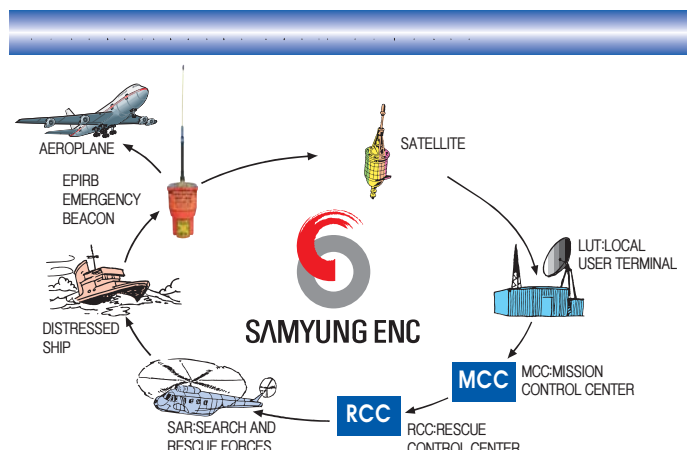 AEROPLANE
EPIRB
EMERGENCY
BEACON
SATELLITE
LUT:LOCAL
USER TERMINAL
DISTRESSED
SHIP
SAMYUNG ENC
MCC
MCC:MISSION
CONTROL CENTER
RCC
RCC:RESCUE
CONTROL CENTER
SAR:SEARCH AND
RESCUE FORCES